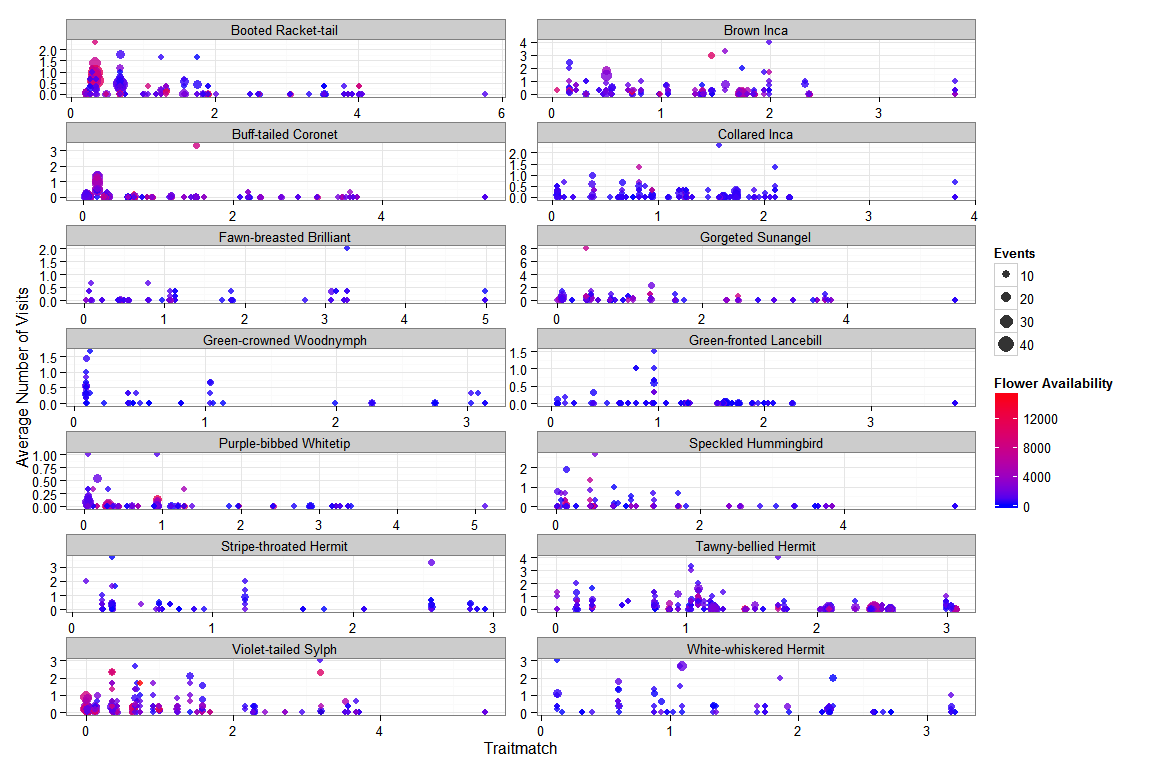 Booted Racket-tail
Brown Inca
2.0
1.5
1.0
0.5
0.0
0 2 4 6
4
3
2
1
0
0 1 2 3
Buff-tailed Coronet
Collared Inca
3
2
1
0
0 2 4
2.0
1.5
1.0
0.5
0.0
0 1 2 3 4
Fawn-breasted Brilliant
Gorgeted Sunangel
2.0
1.5
1.0
0.5
0.0
0 1 2 3 4 5
8
6
4
2
0
0 2 4
Green-crowned Woodnymph
Green-fronted Lancebill
1.5
1.0
0.5
0.0
0 1 2 3
1.5
1.0
0.5
0.0
0 1 2 3
Purple-bibbed Whitetip
Speckled Hummingbird
1.00
0.75
0.50
0.25
0.00
0 1 2 3 4 5
2
1
0
0 2 4
Stripe-throated Hermit
Tawny-bellied Hermit
3
2
1
0
0 1 2 3
4
3
2
1
0
0 1 2 3
Violet-tailed Sylph
White-whiskered Hermit
3
2
1
0
0 2 4
3
2
1
0
0 1 2 3
Average Number of Visits
Traitmatch
Events
10
20
30
40
Flower Availability
12000
8000
4000
0